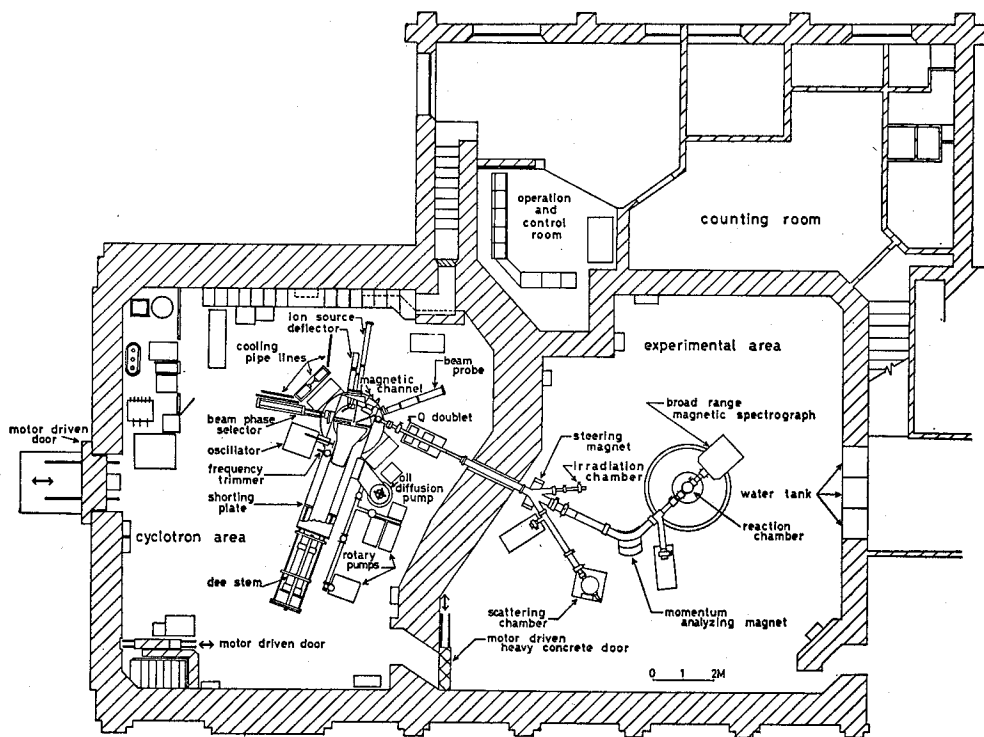 operation
and
control
room
counting room
ion source
deflector
cooling
pipe lines
magnetic channel
beam
probe
experimental area
broad range
magnetic spectrograph
motor driven
door
beam phase
selector
Q doublet
oscillator
steering
magnet
irradiation
chamber
frequency
trimmer
oil
diffusion
pump
water tank
shorting
plate
reaction
chamber
cyclotron area
rotary
pumps
dee stem
scattering
chamber
momentum
analyzing magnet
motor driven door
motor driven
heavy concrete door
0 1 2M